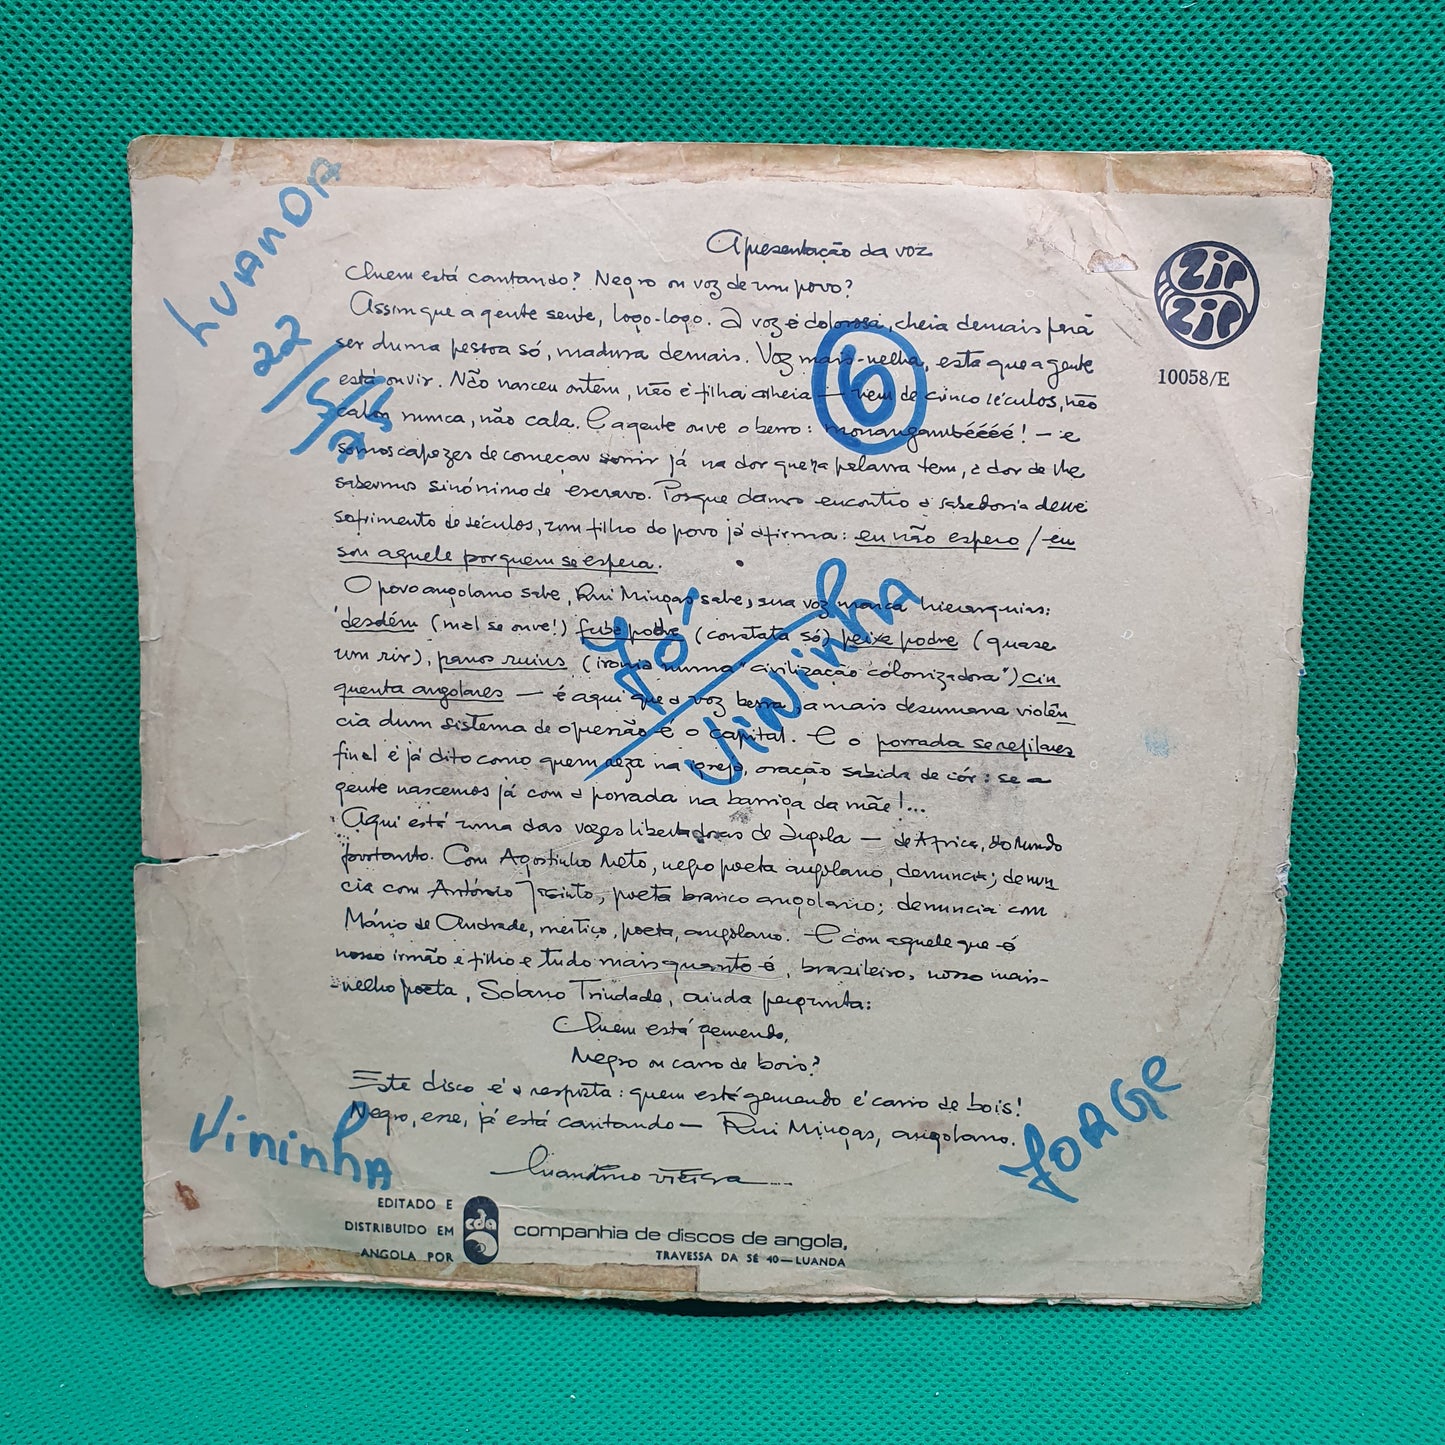 LUANDA
22/5/75
Apresentação da voz
ZIP
ZIP
10058/E
Quem está cantando? Negro ou voz de um povo?
Assim que a gente sente, logo-logo. A voz é dolorosa, cheia demais para
ser duma pessoa só, madura demais. Voz mais-velha, esta que a gente
está ouvir. Não nasceu ontem, não é filha alheia — vem de cinco séculos, não
calou nunca, não cala. E a gente ouve o berro: monangambééééé! — e
somos capazes de começar sorrir já na dor que a palavra tem, a dor de lhe
sabermos sinónimo de escravo. Porque damos encontro a sabedoria desse
sofrimento de séculos, um filho do povo já afirma: eu não espero / eu
sou aquele por quem se espera.
O povo angolano sabe, Rui Mingas sabe, sua voz marca hierarquias:
desdém (mal se ouve!) fuba podre (constata só) peixe podre (quase
um rir), panos ruins (ironia numa "civilização colonizadora") cin
quenta angolares — é aqui que a voz berra, a mais desumana violên
cia dum sistema de opressão é o capital. E o porrada se refilares
final é já dito como quem reza na igreja, oração sabida de cór: se a
gente nascemos já com a porrada na barriga da mãe!...
Aqui está uma das vozes libertadoras de Angola — de Africa, do Mundo
portanto. Com Agostinho Neto, negro poeta angolano, denuncia; denun
cia com António Jacinto, poeta branco angolano; denuncia com
Mário de Andrade, mestiço, poeta, angolano. E com aquele que é
nosso irmão e filho e tudo mais quanto é, brasileiro, nosso mais-
-velho poeta, Solano Trindade, ainda pergunta:
Quem está gemendo,
Negro ou carro de bois?
Este disco é a resposta: quem está gemendo é carro de bois!
Negro, esse, já está cantando — Rui Mingas, angolano.
Luandino Vieira
6
Jó
Vininha
Vininha
JORGE
EDITADO E
DISTRIBUÍDO EM
ANGOLA POR
cda
companhia de discos de angola,
TRAVESSA DA SÉ 40—LUANDA